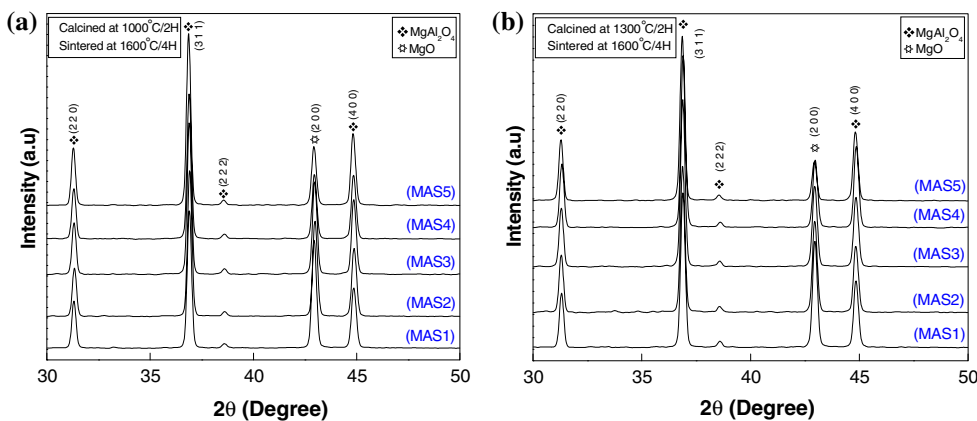 (a)
Calcined at 1000°C/2H
Sintered at 1600°C/4H
MgAl2O4
MgO
(2 2 0)
(3 1 1)
(2 2 2)
(2 0 0)
(4 0 0)
(MAS5)
(MAS4)
(MAS3)
(MAS2)
(MAS1)
Intensity (a.u)
30 35 40 45 50
2θ (Degree)
(b)
Calcined at 1300°C/2H
Sintered at 1600°C/4H
MgAl2O4
MgO
(2 2 0)
(3 1 1)
(2 2 2)
(2 0 0)
(4 0 0)
(MAS5)
(MAS4)
(MAS3)
(MAS2)
(MAS1)
Intensity (a.u)
30 35 40 45 50
2θ (Degree)